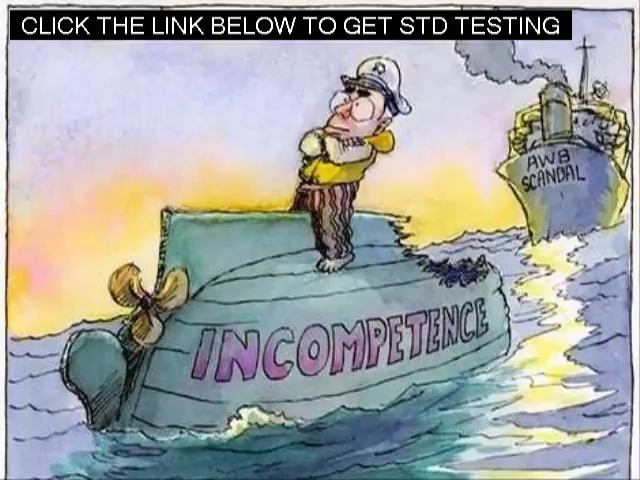 CLICK THE LINK BELOW TO GET STD TESTING
AWB
SCANDAL
INCOMPETENCE